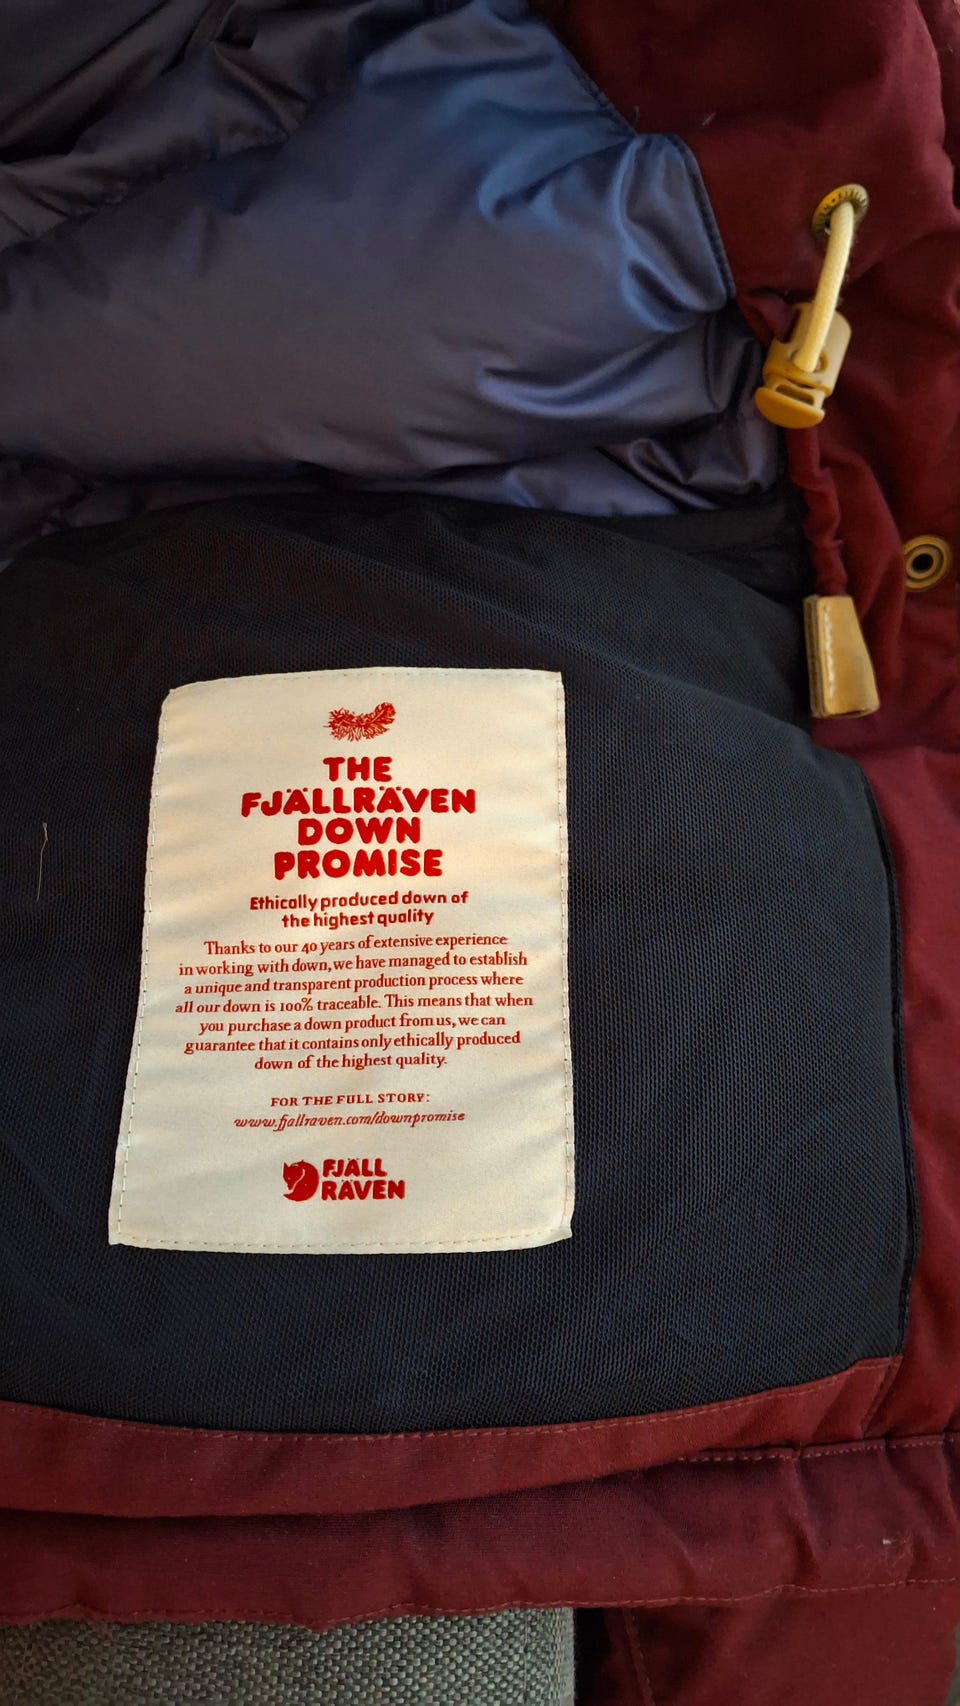 THE
FJÄLLRÄVEN
DOWN
PROMISE
Ethically produced down of
the highest quality
Thanks to our 40 years of extensive experience
in working with down, we have managed to establish
a unique and transparent production process where
all our down is 100% traceable. This means that when
you purchase a down product from us, we can
guarantee that it contains only ethically produced
down of the highest quality.
FOR THE FULL STORY:
www.fjallraven.com/downpromise
FJÄLL
RÄVEN